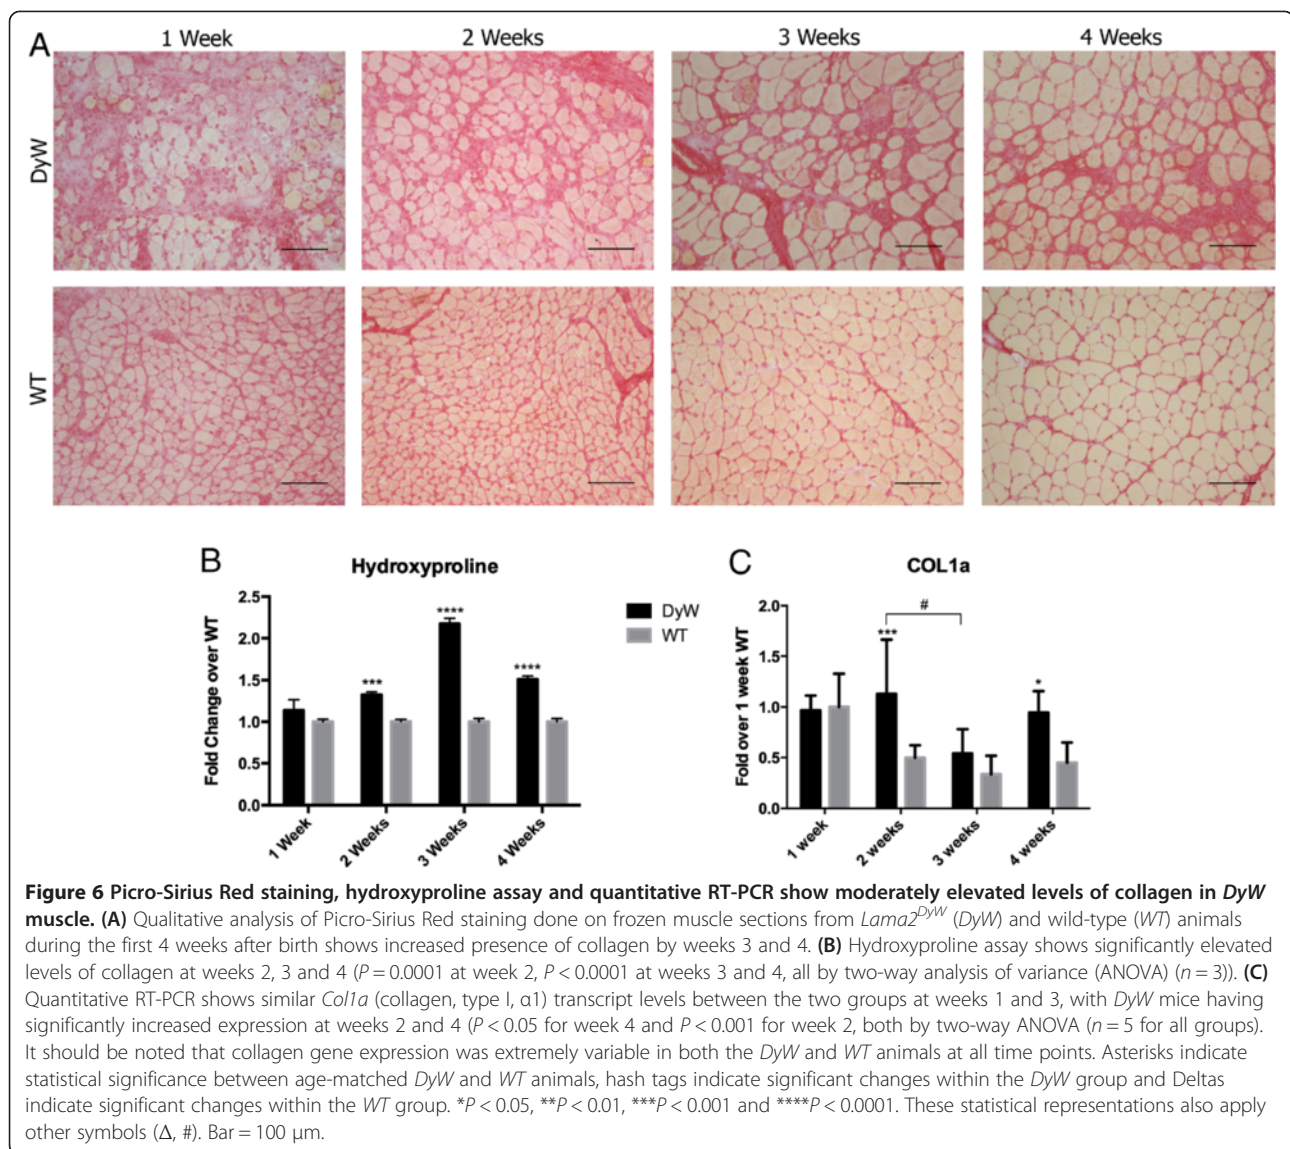 A
1 Week
2 Weeks
3 Weeks
4 Weeks
DyW
WT
B
Hydroxyproline
Fold Change over WT
2.5
2.0
1.5
1.0
0.5
0.0
***
****
****
1 Week
2 Weeks
3 Weeks
4 Weeks
DyW
WT
C
COL1a
Fold over 1 week WT
2.0
1.5
1.0
0.5
0.0
***
#
*
1 week
2 weeks
3 weeks
4 weeks
Figure 6 Picro-Sirius Red staining, hydroxyproline assay and quantitative RT-PCR show moderately elevated levels of collagen in DyW
muscle. (A) Qualitative analysis of Picro-Sirius Red staining done on frozen muscle sections from Lama2DyW (DyW) and wild-type (WT) animals
during the first 4 weeks after birth shows increased presence of collagen by weeks 3 and 4. (B) Hydroxyproline assay shows significantly elevated
levels of collagen at weeks 2, 3 and 4 (P = 0.0001 at week 2, P < 0.0001 at weeks 3 and 4, all by two-way analysis of variance (ANOVA) (n = 3)). (C)
Quantitative RT-PCR shows similar Col1a (collagen, type I, α1) transcript levels between the two groups at weeks 1 and 3, with DyW mice having
significantly increased expression at weeks 2 and 4 (P < 0.05 for week 4 and P < 0.001 for week 2, both by two-way ANOVA (n = 5 for all groups).
It should be noted that collagen gene expression was extremely variable in both the DyW and WT animals at all time points. Asterisks indicate
statistical significance between age-matched DyW and WT animals, hash tags indicate significant changes within the DyW group and Deltas
indicate significant changes within the WT group. *P < 0.05, **P < 0.01, ***P < 0.001 and ****P < 0.0001. These statistical representations also apply
other symbols (Δ, #). Bar = 100 μm.